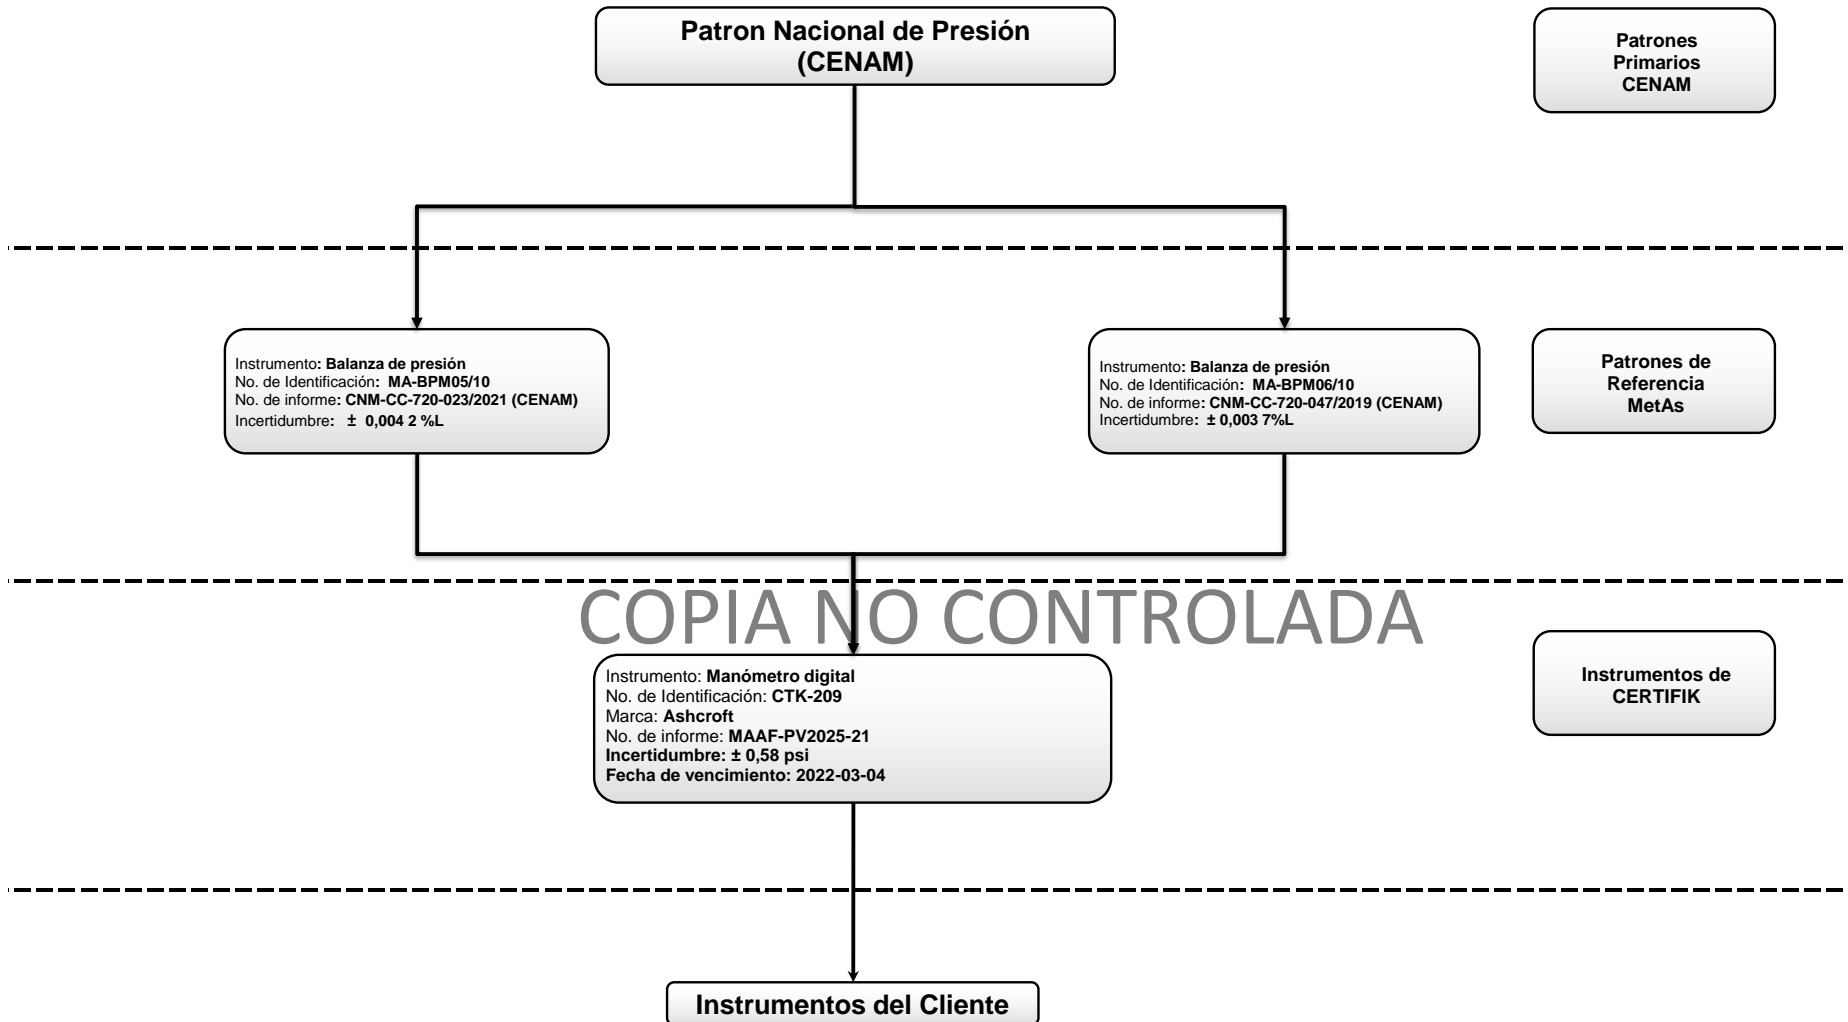 Patron Nacional de Presión
(CENAM)
Patrones
Primarios
CENAM
Instrumento: Balanza de presión
No. de Identificación: MA-BPM05/10
No. de informe: CNM-CC-720-023/2021 (CENAM)
Incertidumbre: ± 0,004 2 %L
Instrumento: Balanza de presión
No. de Identificación: MA-BPM06/10
No. de informe: CNM-CC-720-047/2019 (CENAM)
Incertidumbre: ± 0,003 7%L
Patrones de
Referencia
MetAs
COPIA NO CONTROLADA
Instrumento: Manómetro digital
No. de Identificación: CTK-209
Marca: Ashcroft
No. de informe: MAAF-PV2025-21
Incertidumbre: ± 0,58 psi
Fecha de vencimiento: 2022-03-04
Instrumentos de
CERTIFIK
Instrumentos del Cliente